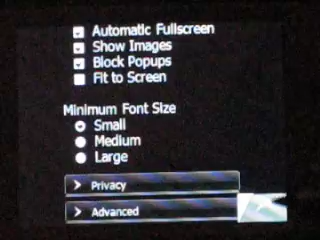 Automatic Fullscreen
Show Images
Block Popups
Fit to Screen
Minimum Font Size
Small
Medium
Large
Privacy
Advanced